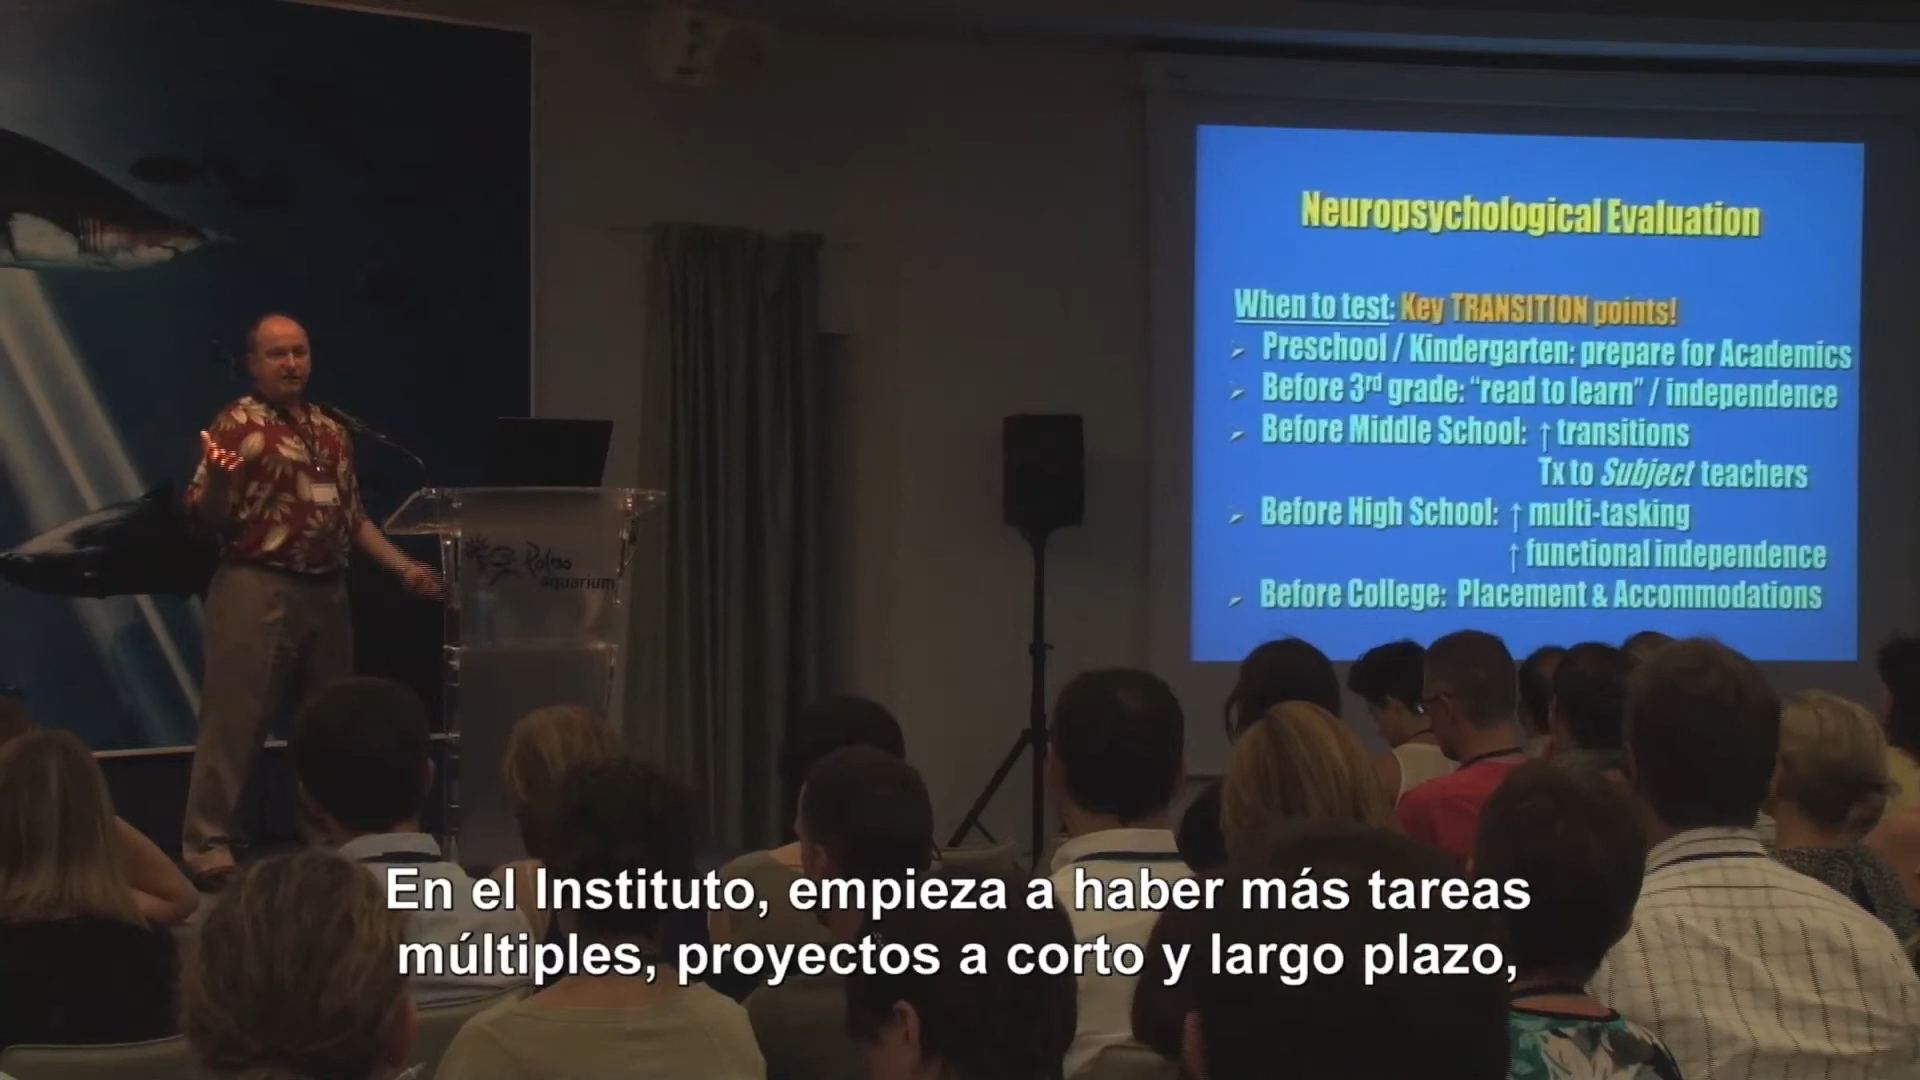 Neuropsychological Evaluation
When to test: Key TRANSITION points!
➢ Preschool / Kindergarten: prepare for Academics
➢ Before 3rd grade: “read to learn” / independence
➢ Before Middle School: ↑ transitions
Tx to Subject teachers
➢ Before High School: ↑ multi-tasking
↑ functional independence
➢ Before College: Placement & Accommodations
Palma
aquarium
En el Instituto, empieza a haber más tareas
múltiples, proyectos a corto y largo plazo,